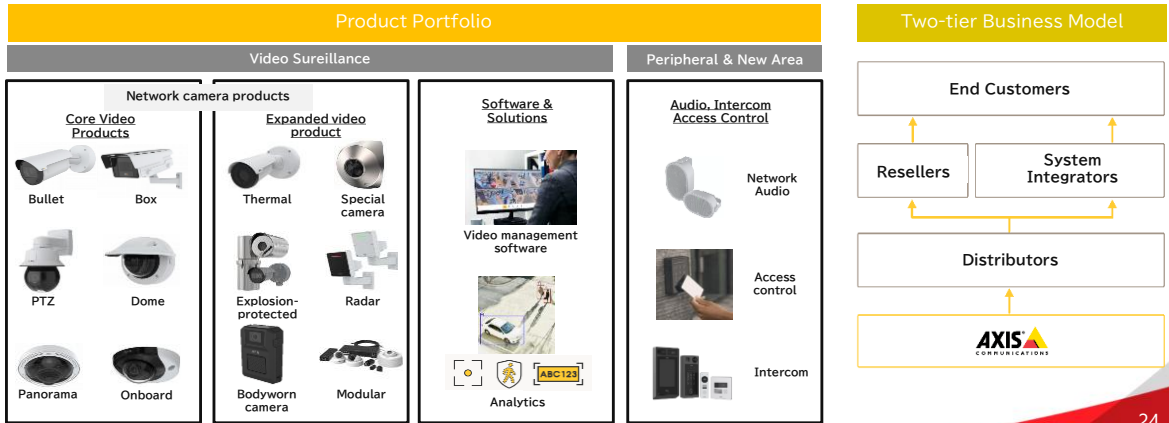 Product Portfolio
Two-tier Business Model
Video Sureillance
Peripheral & New Area
Network camera products
Core Video
Products
Bullet
Box
PTZ
Dome
Panorama
Onboard
Expanded video
product
Thermal
Special
camera
Explosion-
protected
Radar
Bodyworn
camera
Modular
Software &
Solutions
Video management
software
ABC123
Analytics
Audio, Intercom
Access Control
Network
Audio
Access
control
Intercom
End Customers
Resellers
System
Integrators
Distributors
AXIS
COMMUNICATIONS
24